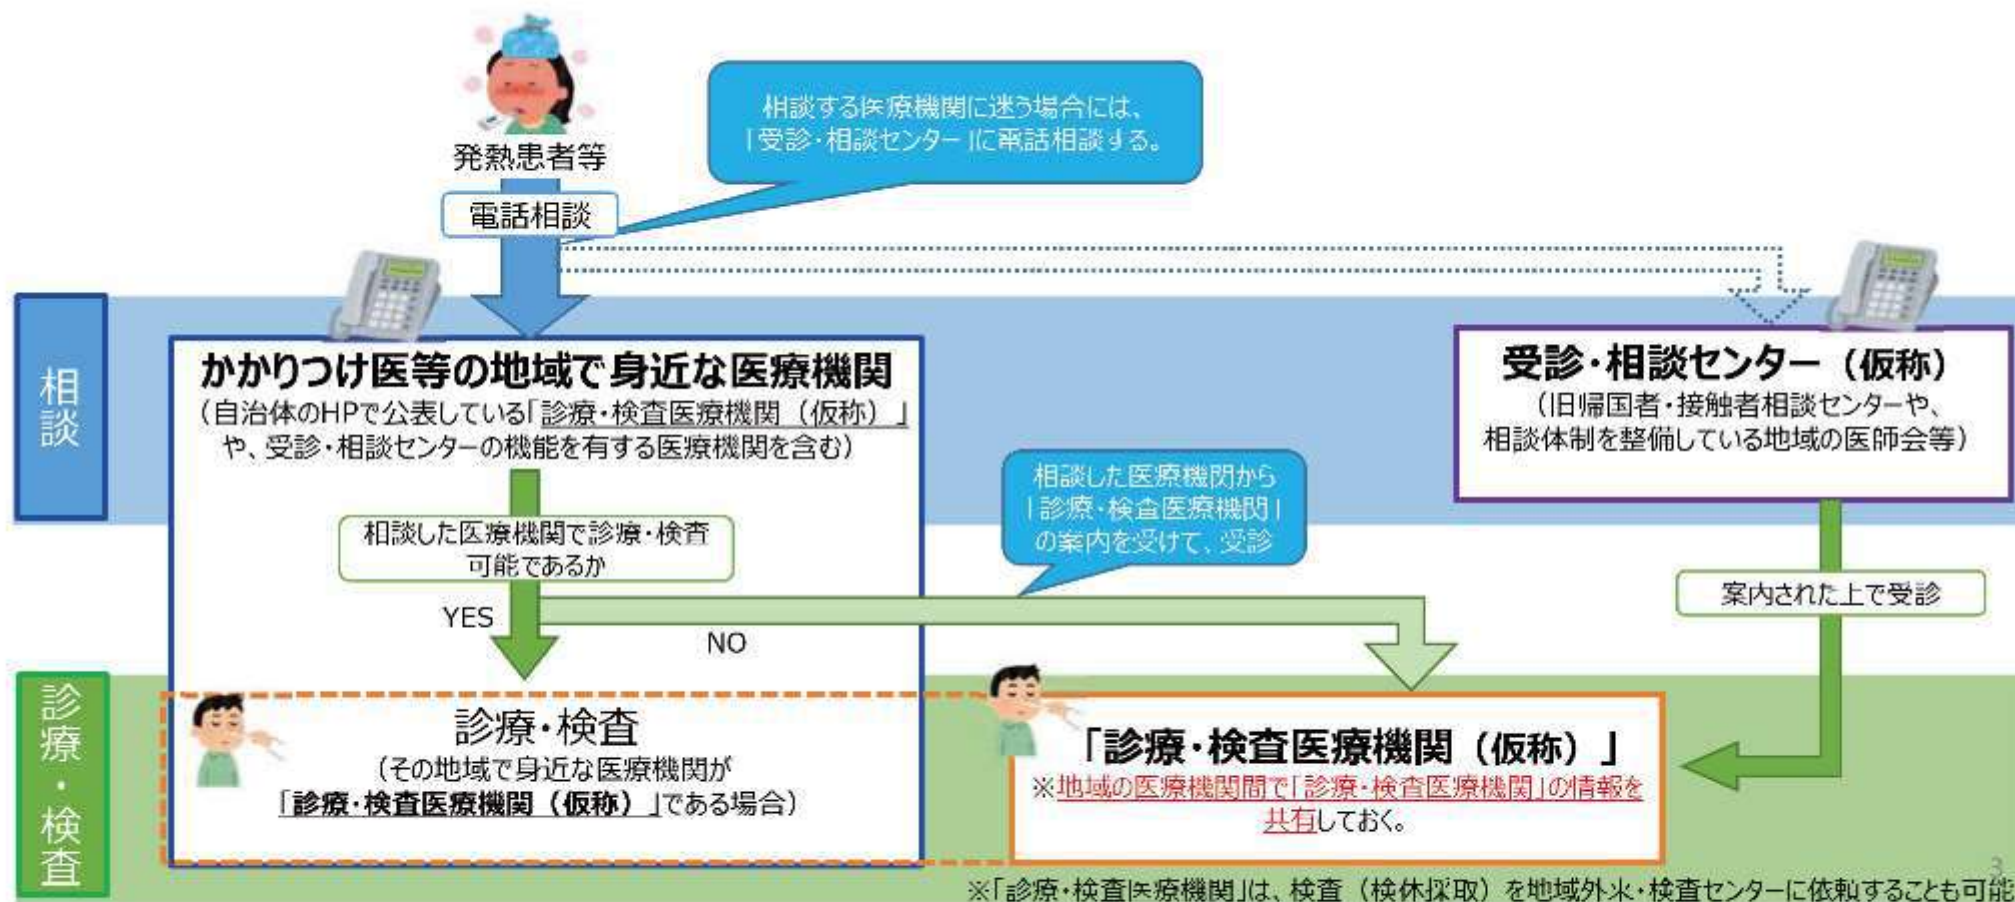 発熱患者等
相談する医療機関に迷う場合には、
「受診・相談センター」に電話相談する。
電話相談
相談
かかりつけ医等の地域で身近な医療機関
（自治体のHPで公表している「診療・検査医療機関（仮称）」
や、受診・相談センターの機能を有する医療機関を含む）
受診・相談センター（仮称）
（旧帰国者・接触者相談センターや、
相談体制を整備している地域の医師会等）
相談した医療機関で診療・検査
可能であるか
相談した医療機関から
「診療・検査医療機関」
の案内を受けて、受診
案内された上で受診
YES
NO
診療・検査
診療・検査
（その地域で身近な医療機関が
「診療・検査医療機関（仮称）」である場合）
「診療・検査医療機関（仮称）」
※地域の医療機関間で「診療・検査医療機関」の情報を
共有しておく。
※「診療・検査医療機関」は、検査（検体採取）を地域外来・検査センターに依頼することも可能
3